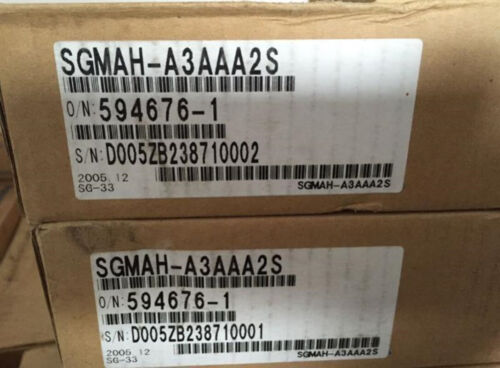 SGMAH-A3AAA2S
O/N: 594676-1
S/N: D005ZB238710002
2005.12
SG-33
SGMAH-A3AAA2S
SGMAH-A3AAA2S
O/N: 594676-1
S/N: D005ZB238710001
2005.12
SG-33
SGMAH-A3AAA2S